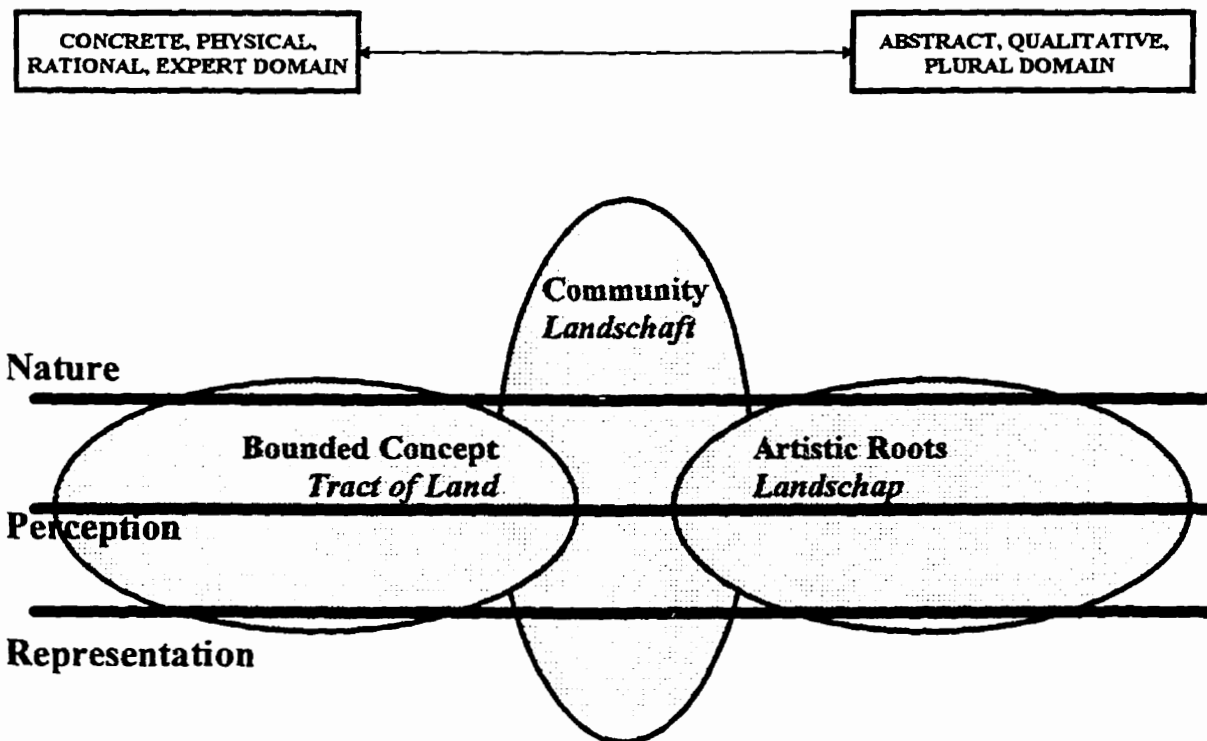 CONCRETE, PHYSICAL,
RATIONAL, EXPERT DOMAIN
ABSTRACT, QUALITATIVE,
PLURAL DOMAIN
Community
Landschaft
Nature
Bounded Concept
Tract of Land
Artistic Roots
Landschap
Perception
Representation